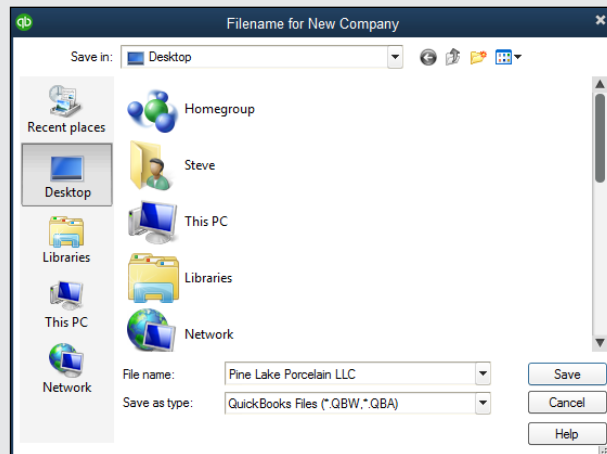 qb
Filename for New Company
Save in:
Desktop
Recent places
Desktop
Libraries
This PC
Network
Homegroup
Steve
This PC
Libraries
Network
File name:
Pine Lake Porcelain LLC
Save
Save as type:
QuickBooks Files (*.QBW,*.QBA)
Cancel
Help